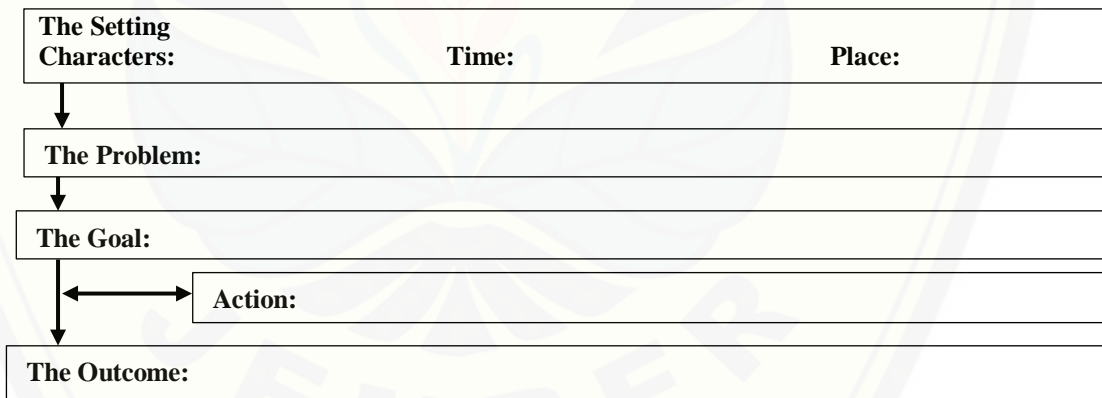 The Setting
Characters: Time: Place:
The Problem:
The Goal:
Action:
The Outcome: